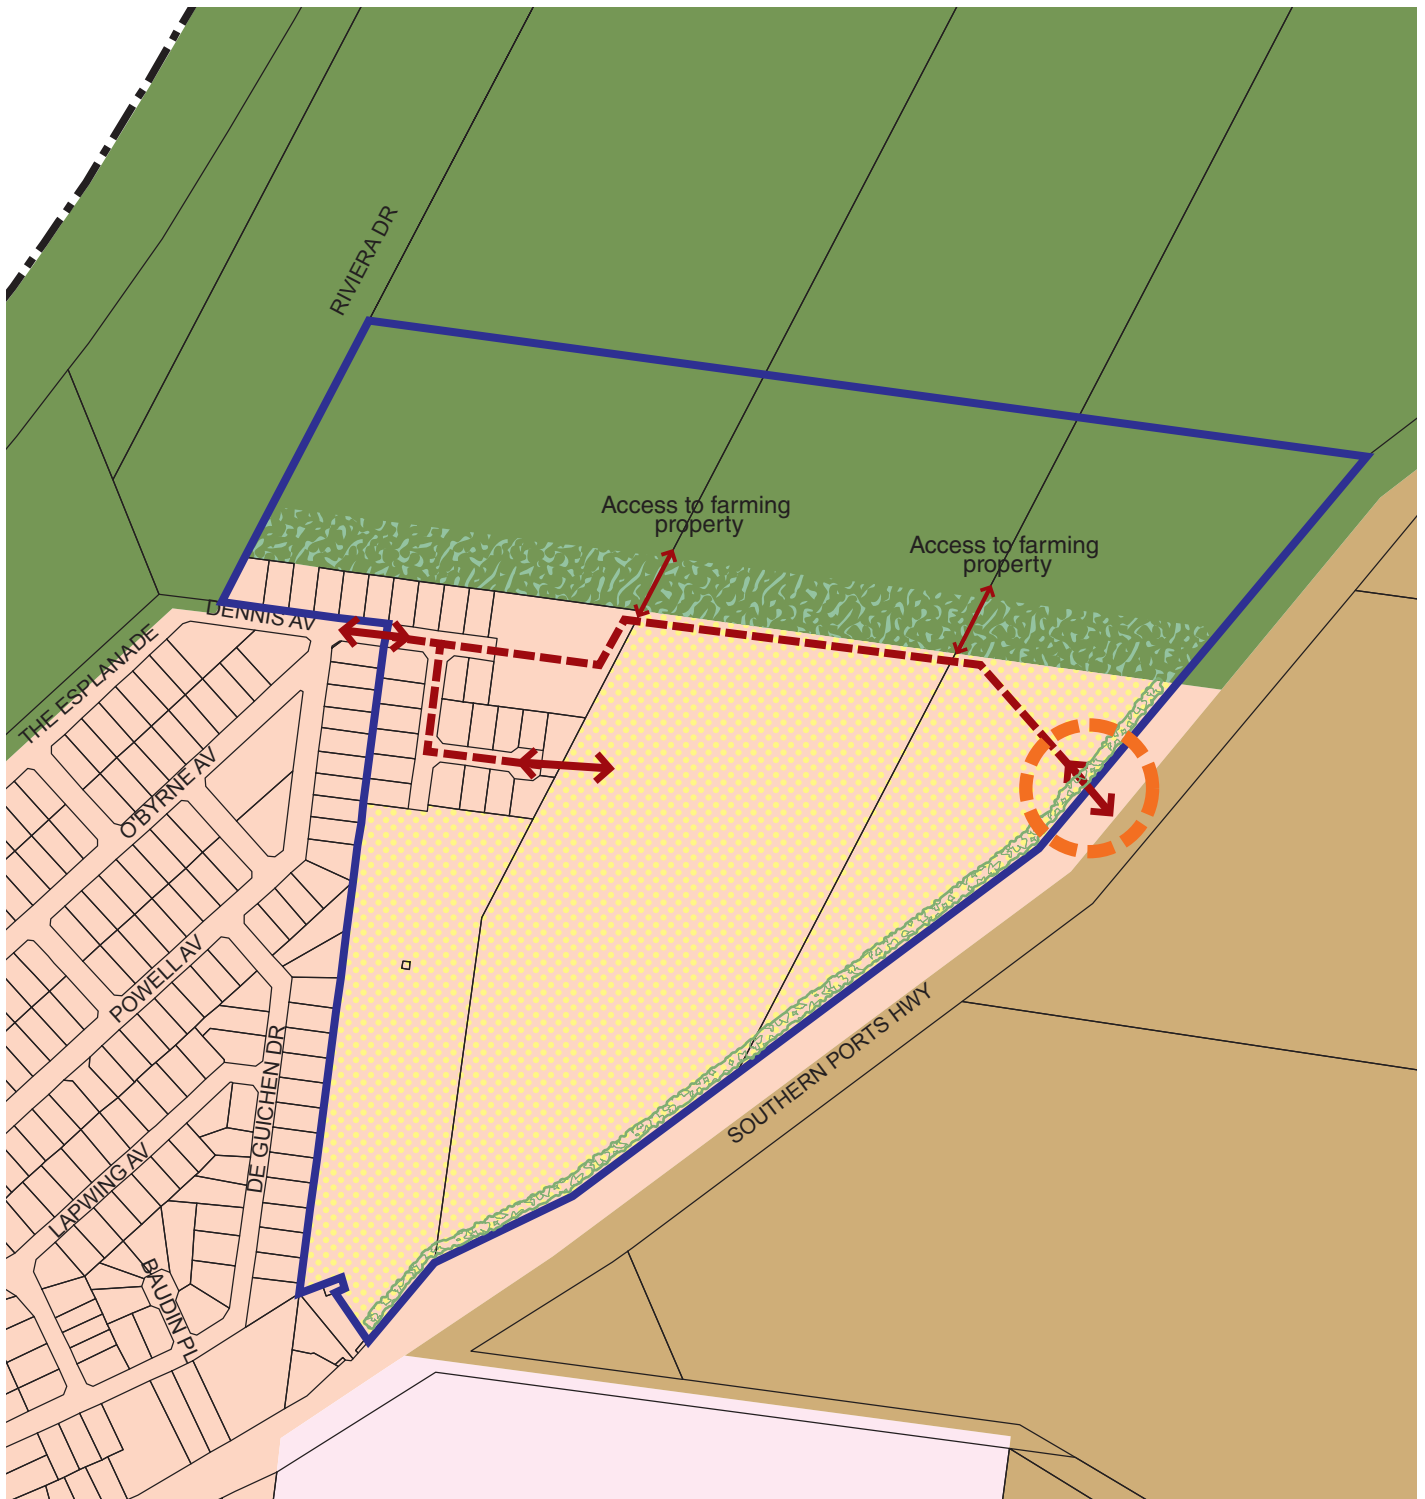 RIVIERA DR
Access to farming
property
Access to farming
property
DENNIS AV
THE ESPLANADE
O'BYRNE AV
POWELL AV
SOUTHERN PORTS HWY
DE GUICHEN DR
LAPWING AV
BAUDIN PL